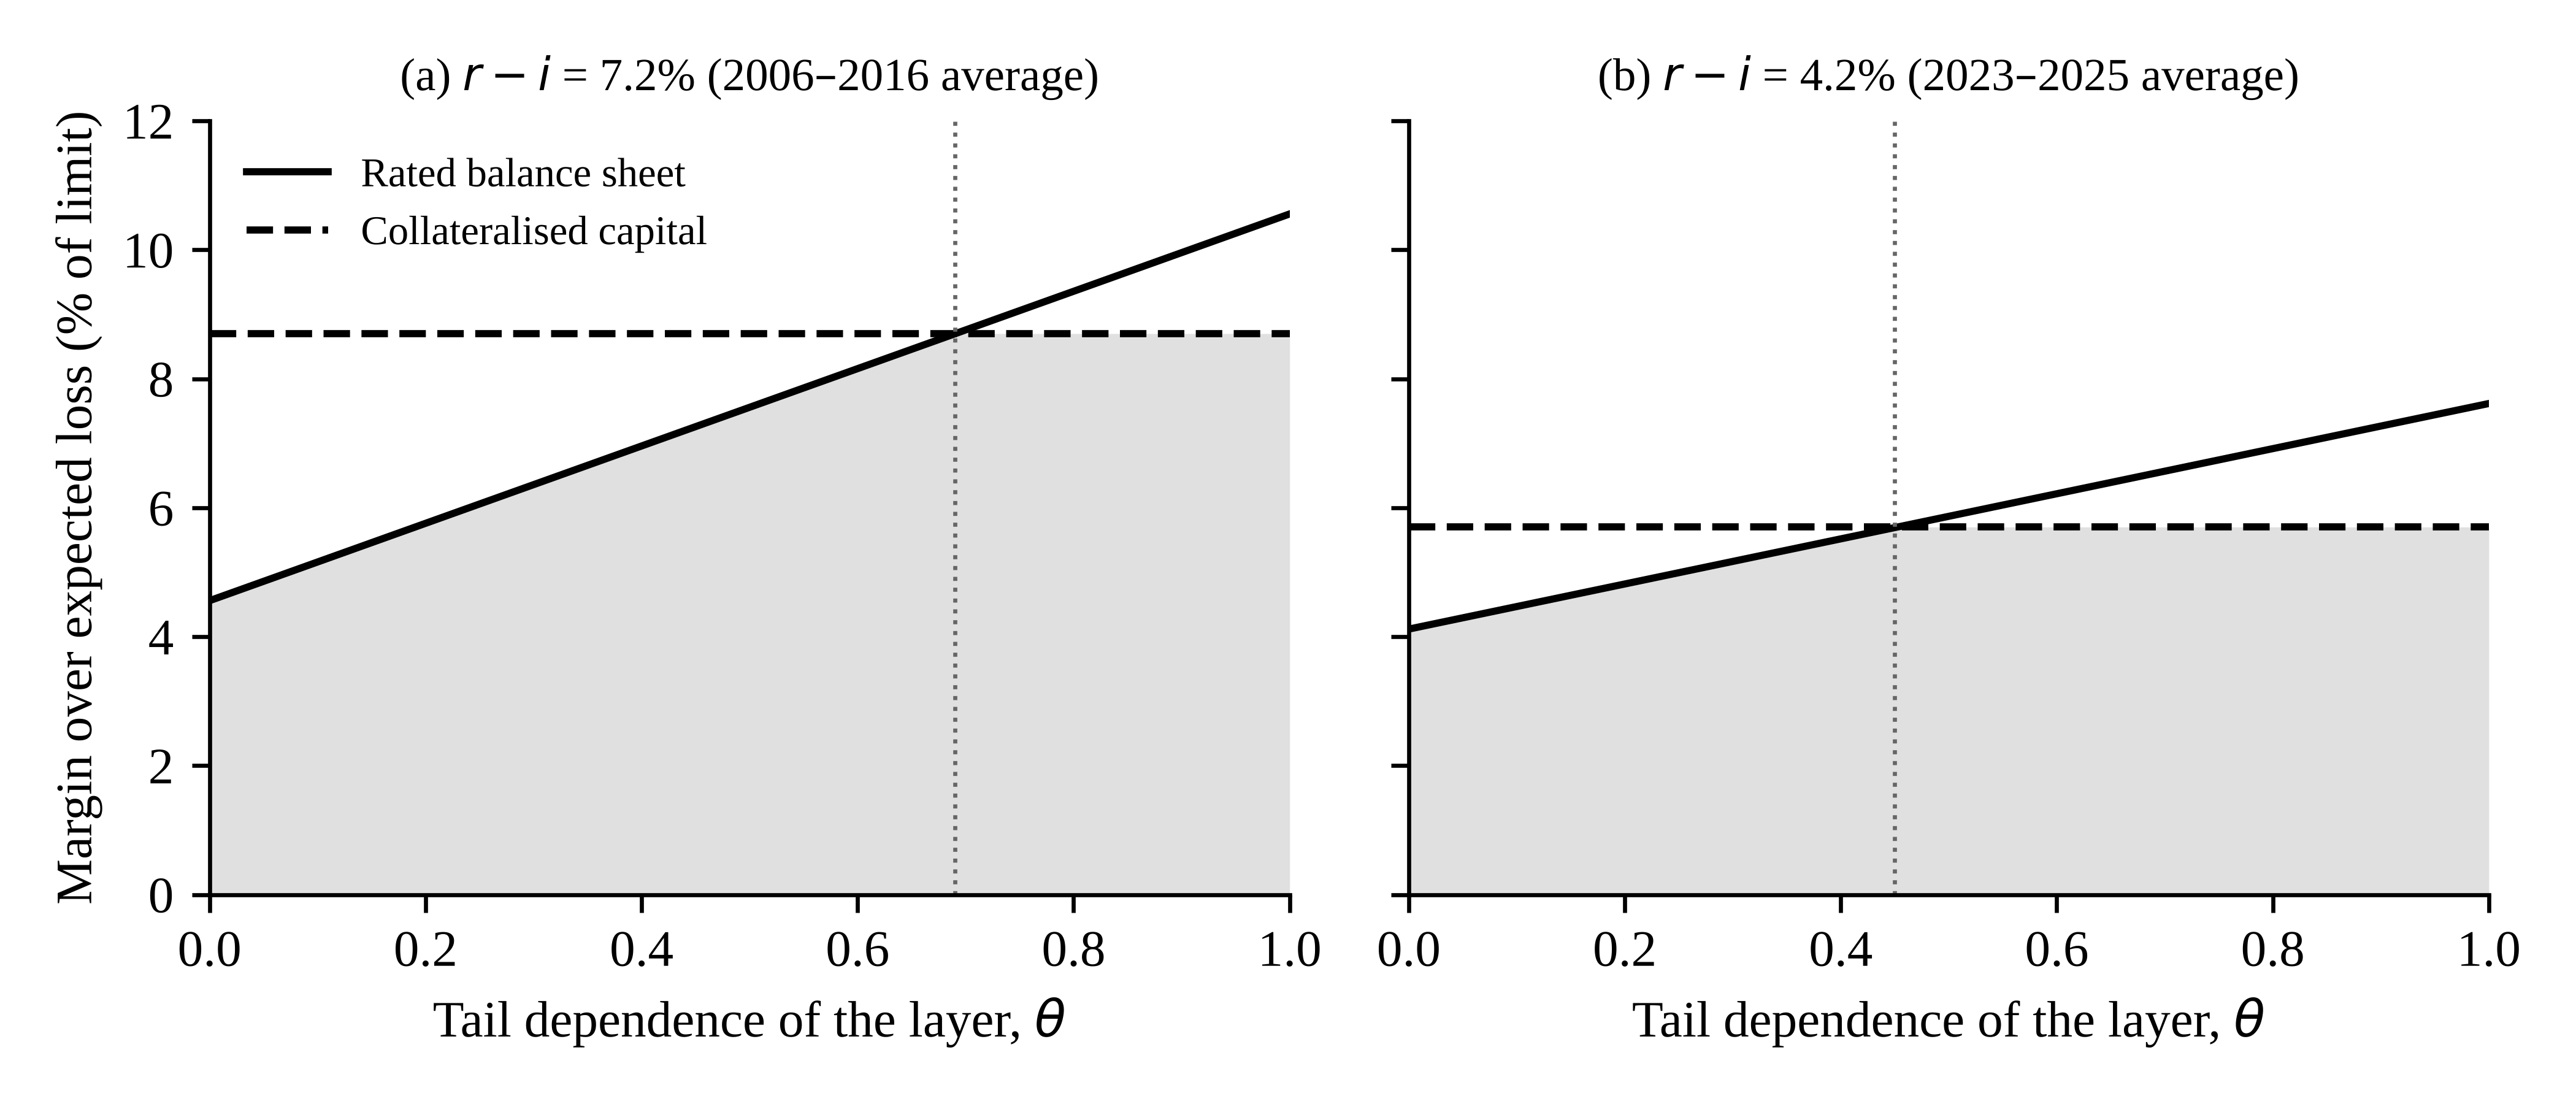 (a) r − i = 7.2% (2006–2016 average)
(b) r − i = 4.2% (2023–2025 average)
Margin over expected loss (% of limit)
12
10
8
6
4
2
0
Rated balance sheet
Collateralised capital
0.0 0.2 0.4 0.6 0.8 1.0
0.0 0.2 0.4 0.6 0.8 1.0
Tail dependence of the layer, θ
Tail dependence of the layer, θ